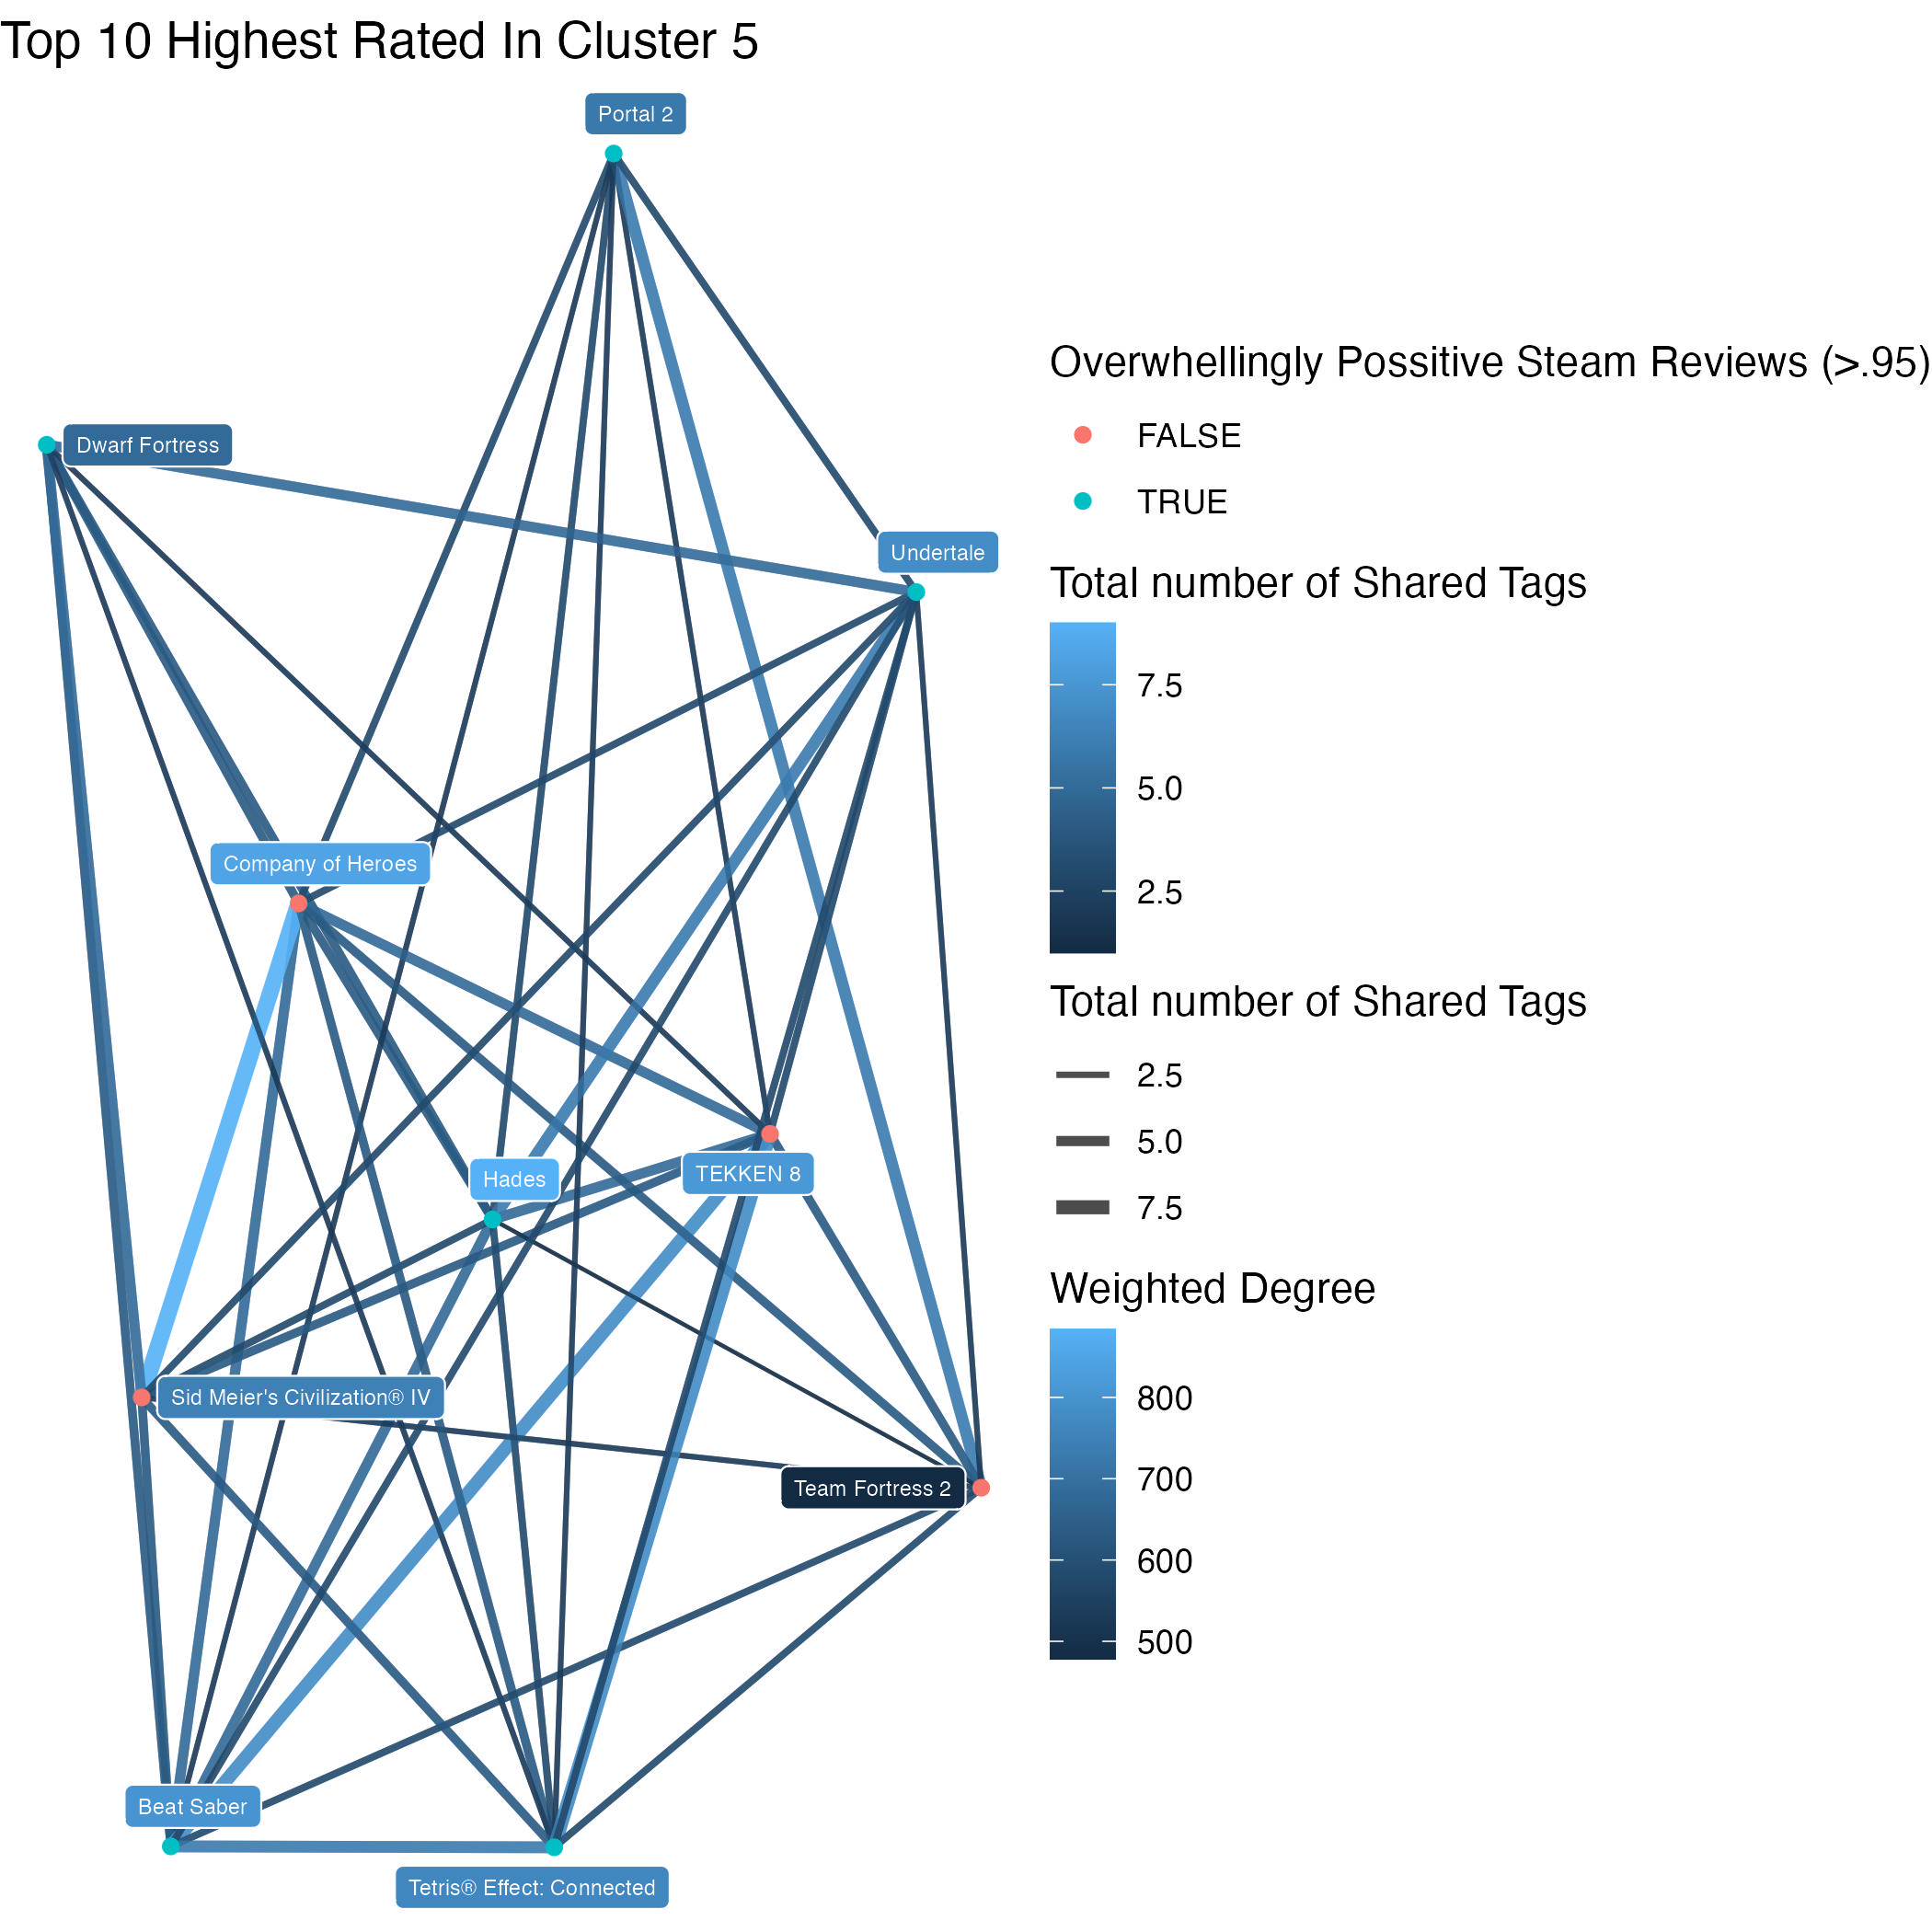 Top 10 Highest Rated In Cluster 5
Portal 2
Dwarf Fortress
Undertale
Company of Heroes
Hades
TEKKEN 8
Sid Meier's Civilization® IV
Team Fortress 2
Beat Saber
Tetris® Effect: Connected
Overwhellingly Possitive Steam Reviews (>.95)
FALSE
TRUE
Total number of Shared Tags
7.5
5.0
2.5
Total number of Shared Tags
2.5
5.0
7.5
Weighted Degree
800
700
600
500